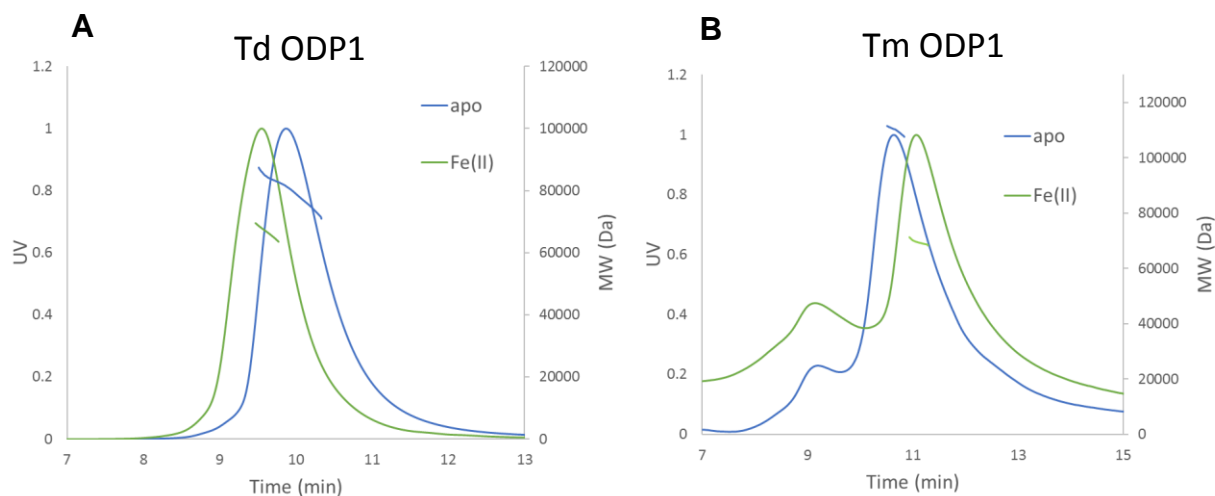 A
Td ODP1
1.2
1
0.8
0.6
0.4
0.2
0
UV
120000
100000
80000
60000
40000
20000
0
MW (Da)
apo
Fe(II)
7 8 9 10 11 12 13
Time (min)
B
Tm ODP1
1.2
1
0.8
0.6
0.4
0.2
0
UV
120000
100000
80000
60000
40000
20000
0
MW (Da)
apo
Fe(II)
7 9 11 13 15
Time (min)